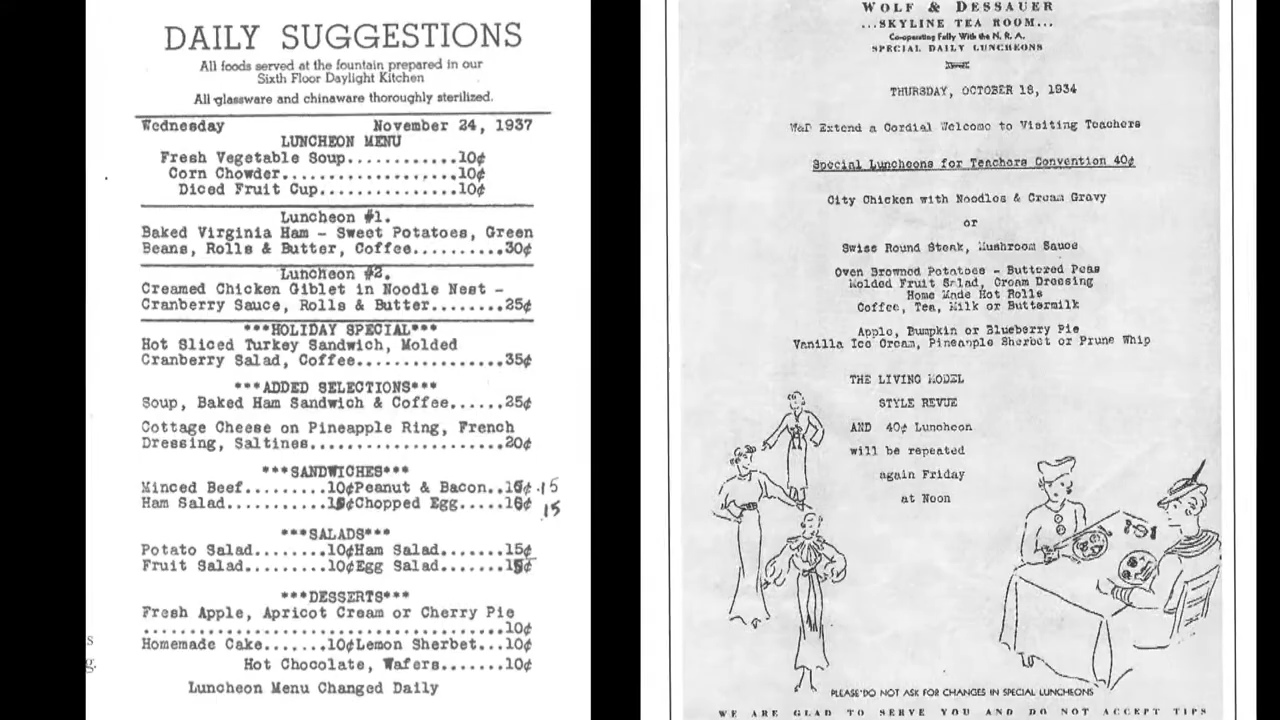 DAILY SUGGESTIONS
All foods served at the fountain prepared in our
Sixth Floor Daylight Kitchen
All glassware and chinaware thoroughly sterilized.
Wednesday November 24, 1937
LUNCHEON MENU
Fresh Vegetable Soup............10¢
Corn Chowder....................10¢
Diced Fruit Cup...............10¢
Luncheon #1.
Baked Virginia Ham - Sweet Potatoes, Green
Beans, Rolls & Butter, Coffee..........30¢
Luncheon #2.
Creamed Chicken Giblet in Noodle Nest -
Cranberry Sauce, Rolls & Butter........25¢
***HOLIDAY SPECIAL***
Hot Sliced Turkey Sandwich, Molded
Cranberry Salad, Coffee.................35¢
***ADDED SELECTIONS***
Soup, Baked Ham Sandwich & Coffee......25¢
Cottage Cheese on Pineapple Ring, French
Dressing, Saltines......................20¢
***SANDWICHES***
Minced Beef.........10¢Peanut & Bacon.. .15
Ham Salad...........Chopped Egg..... 15
***SALADS***
Potato Salad........10¢Ham Salad.......15¢
Fruit Salad.........10¢Egg Salad.......15¢
***DESSERTS***
Fresh Apple, Apricot Cream or Cherry Pie
........................................10¢
Homemade Cake.......10¢Lemon Sherbet...10¢
Hot Chocolate, Wafers.......10¢
Luncheon Menu Changed Daily
s
g.
WOLF & DESSAUER
...SKYLINE TEA ROOM...
Co-operating Fully With the N. R. A.
SPECIAL DAILY LUNCHEONS
THURSDAY, OCTOBER 18, 1934
W&D Extend a Cordial Welcome to Visiting Teachers
Special Luncheons for Teachers Convention 40¢
City Chicken with Noodles & Cream Gravy
or
Swiss Round Steak, Mushroom Sauce
Oven Browned Potatoes - Buttered Peas
Molded Fruit Salad, Cream Dressing
Home Made Hot Rolls
Coffee, Tea, Milk or Buttermilk
Apple, Bumpkin or Blueberry Pie
Vanilla Ice Cream, Pineapple Sherbet or Prune Whip
THE LIVING MODEL
STYLE REVUE
AND 40¢ Luncheon
will be repeated
again Friday
at Noon
PLEASE DO NOT ASK FOR CHANGES IN SPECIAL LUNCHEONS
WE ARE GLAD TO SERVE YOU AND DO NOT ACCEPT TIPS